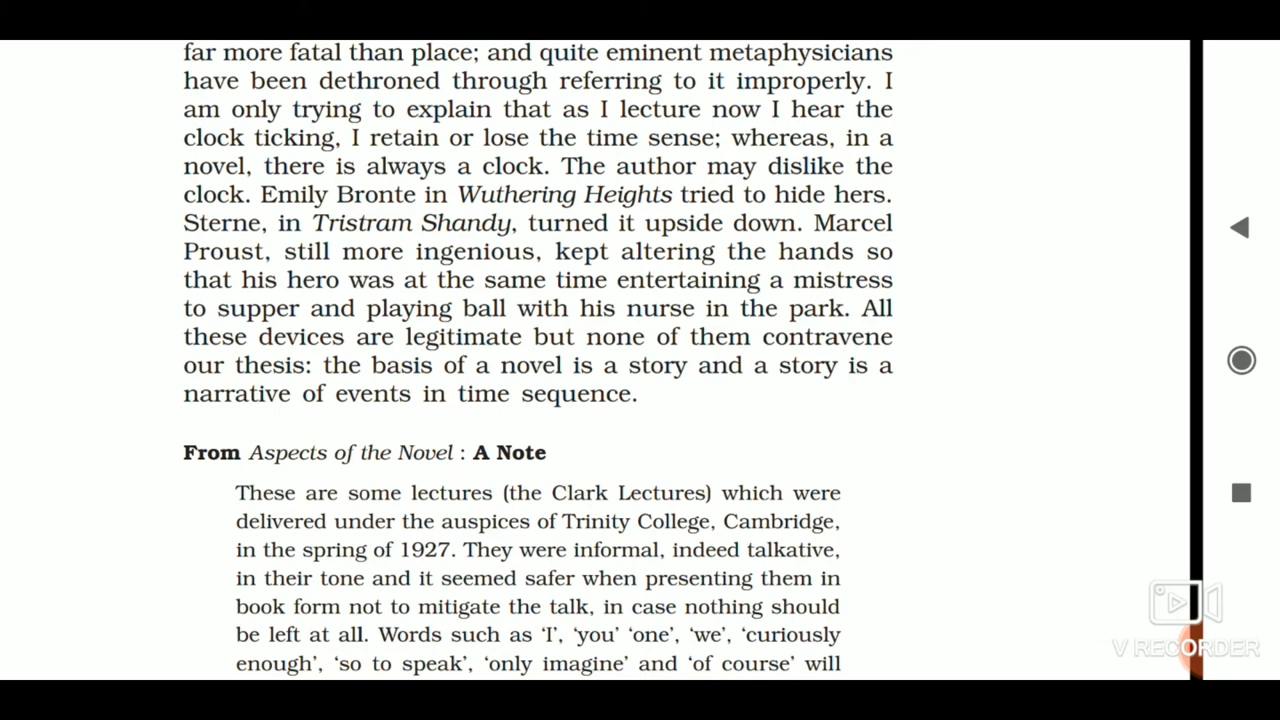 far more fatal than place; and quite eminent metaphysicians
have been dethroned through referring to it improperly. I
am only trying to explain that as I lecture now I hear the
clock ticking, I retain or lose the time sense; whereas, in a
novel, there is always a clock. The author may dislike the
clock. Emily Bronte in Wuthering Heights tried to hide hers.
Sterne, in Tristram Shandy, turned it upside down. Marcel
Proust, still more ingenious, kept altering the hands so
that his hero was at the same time entertaining a mistress
to supper and playing ball with his nurse in the park. All
these devices are legitimate but none of them contravene
our thesis: the basis of a novel is a story and a story is a
narrative of events in time sequence.
From Aspects of the Novel : A Note
These are some lectures (the Clark Lectures) which were
delivered under the auspices of Trinity College, Cambridge,
in the spring of 1927. They were informal, indeed talkative,
in their tone and it seemed safer when presenting them in
book form not to mitigate the talk, in case nothing should
be left at all. Words such as ‘I’, ‘you’ ‘one’, ‘we’, ‘curiously
enough’, ‘so to speak’, ‘only imagine’ and ‘of course’ will
V RECORDER